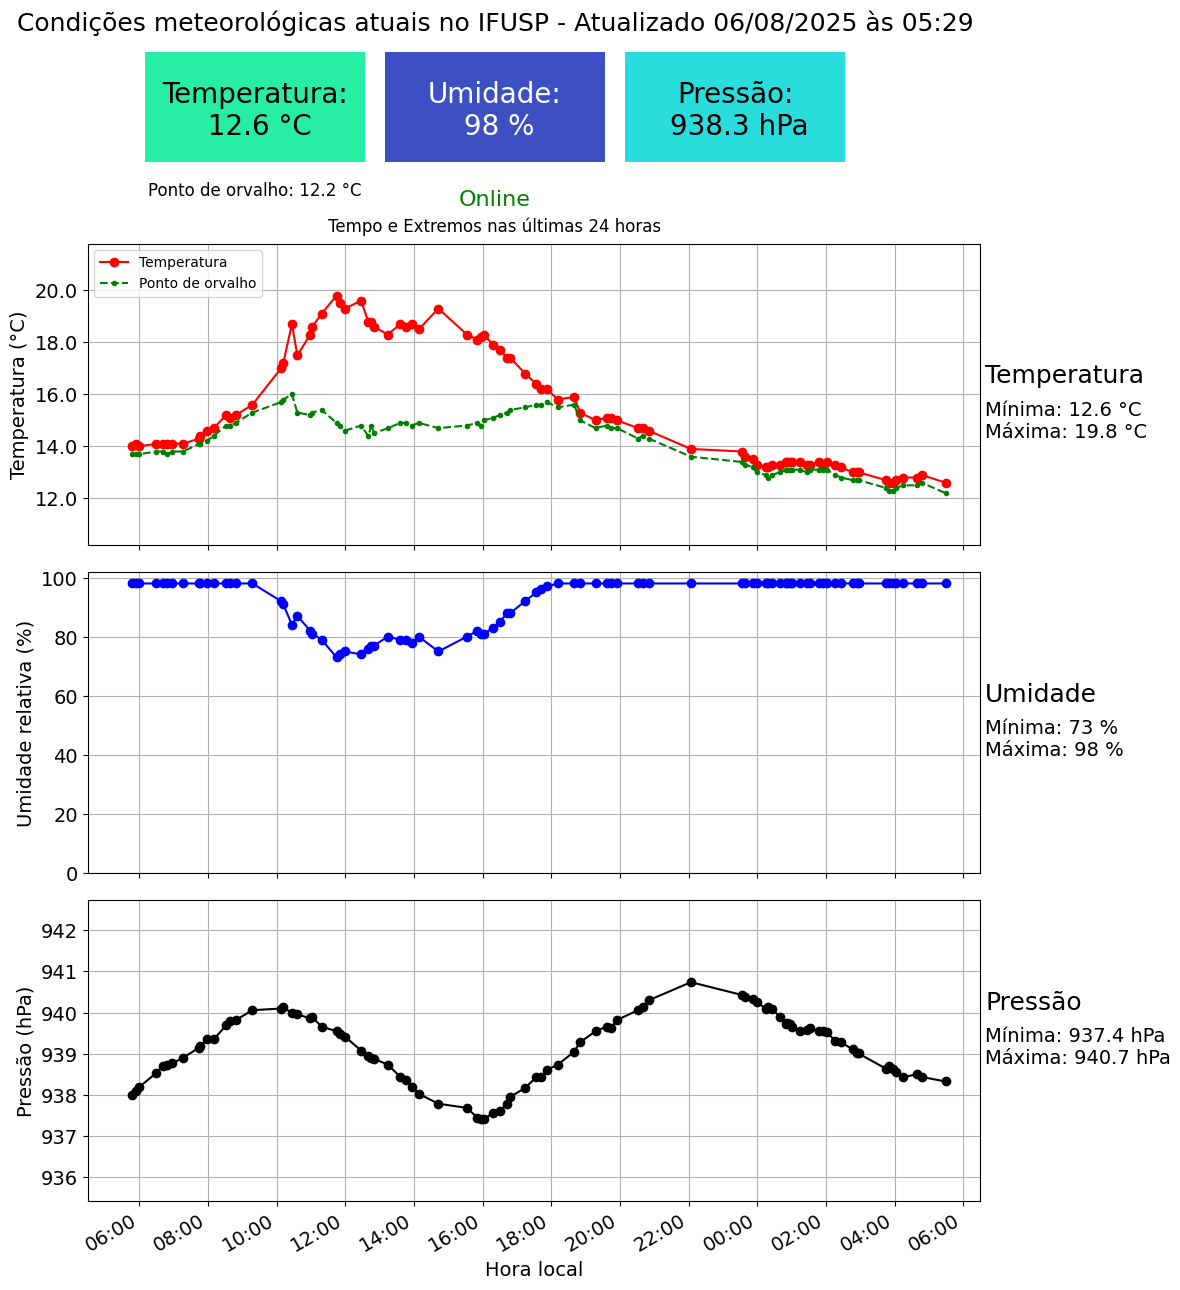 Condições meteorológicas atuais no IFUSP - Atualizado 06/08/2025 às 05:29
Temperatura:
12.6 °C
Umidade:
98 %
Pressão:
938.3 hPa
Ponto de orvalho: 12.2 °C
Online
Tempo e Extremos nas últimas 24 horas
Temperatura
Ponto de orvalho
Temperatura (°C)
20.0
18.0
16.0
14.0
12.0
Temperatura
Mínima: 12.6 °C
Máxima: 19.8 °C
Umidade relativa (%)
100
80
60
40
20
0
Umidade
Mínima: 73 %
Máxima: 98 %
Pressão (hPa)
942
941
940
939
938
937
936
Pressão
Mínima: 937.4 hPa
Máxima: 940.7 hPa
06:00
08:00
10:00
12:00
14:00
16:00
18:00
20:00
22:00
00:00
02:00
04:00
06:00
Hora local